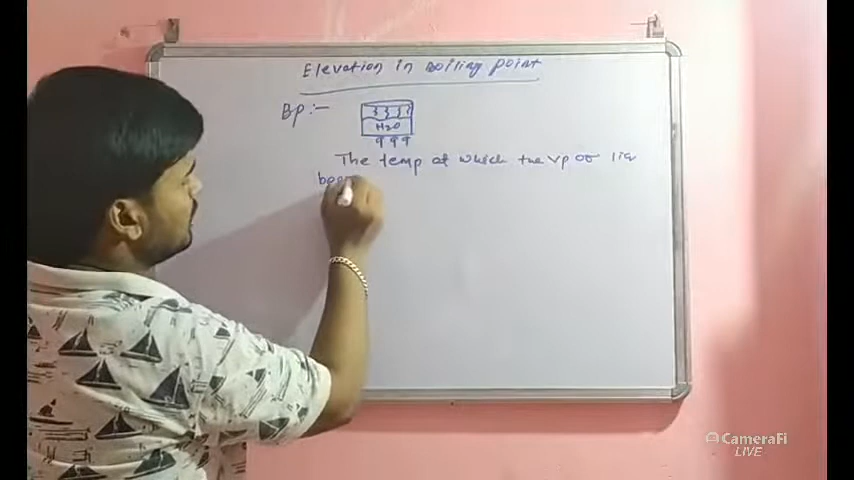 Elevation in Boiling point
BP:-
H2O
The temp at which the vp of liq
CameraFi
LIVE